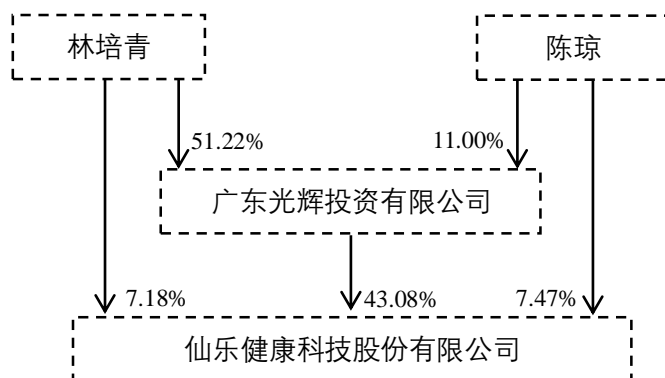 林培青
陈琼
51.22%
11.00%
广东光辉投资有限公司
7.18%
43.08%
7.47%
仙乐健康科技股份有限公司